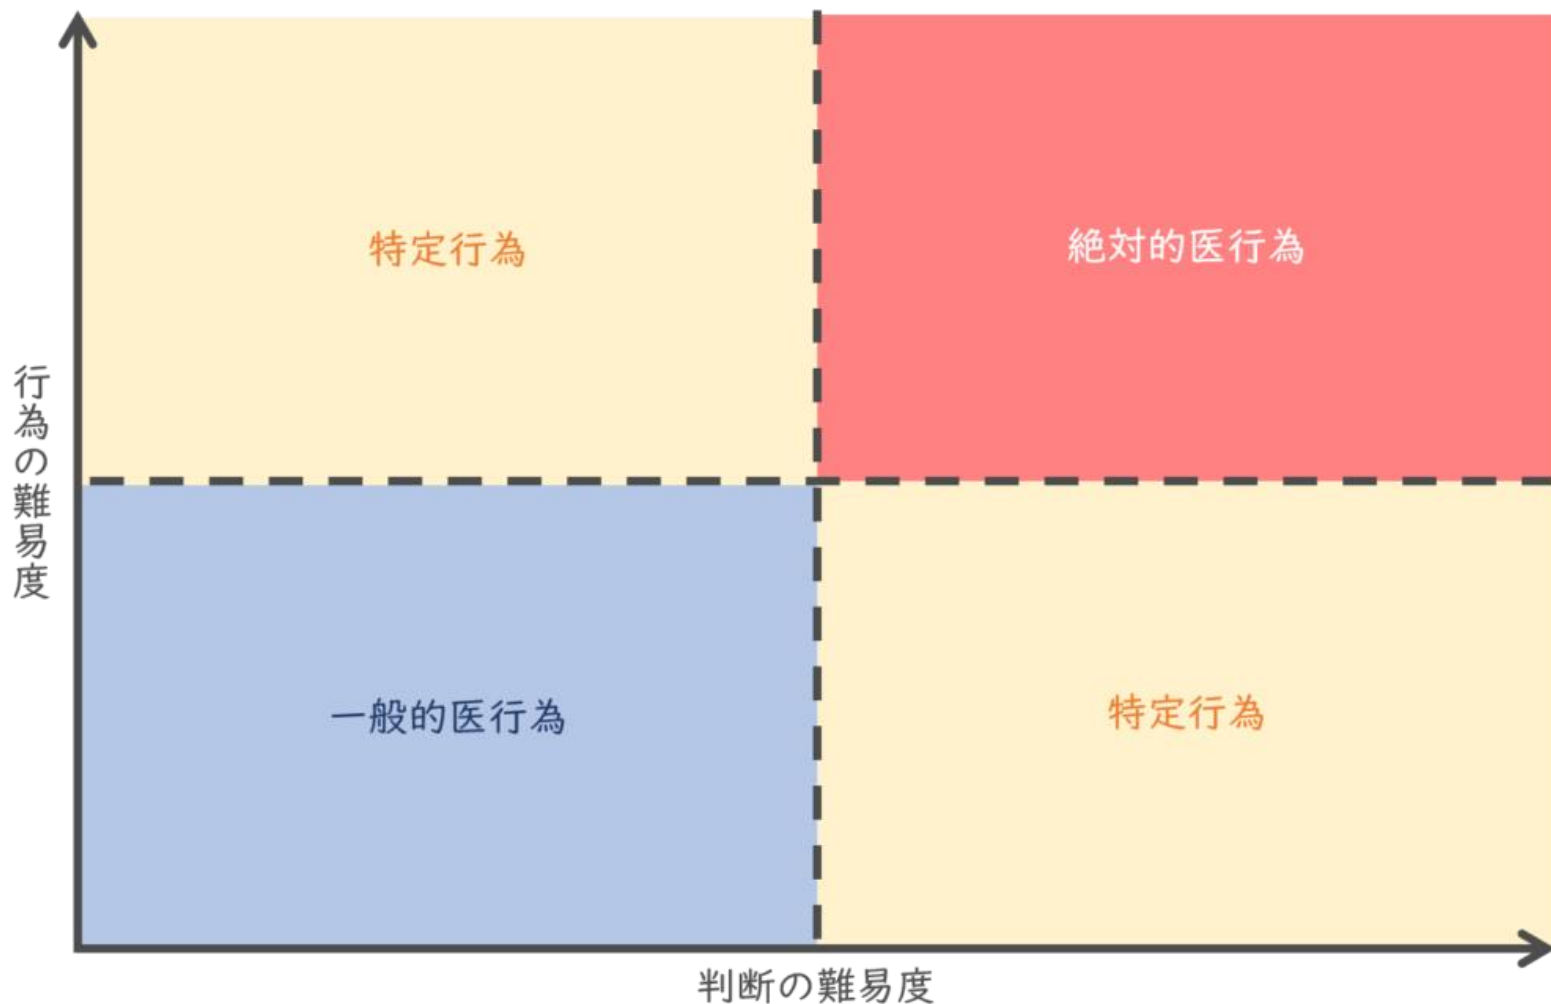 特定行為
絶対的医行為
行為の難易度
一般的医行為
特定行為
判断の難易度